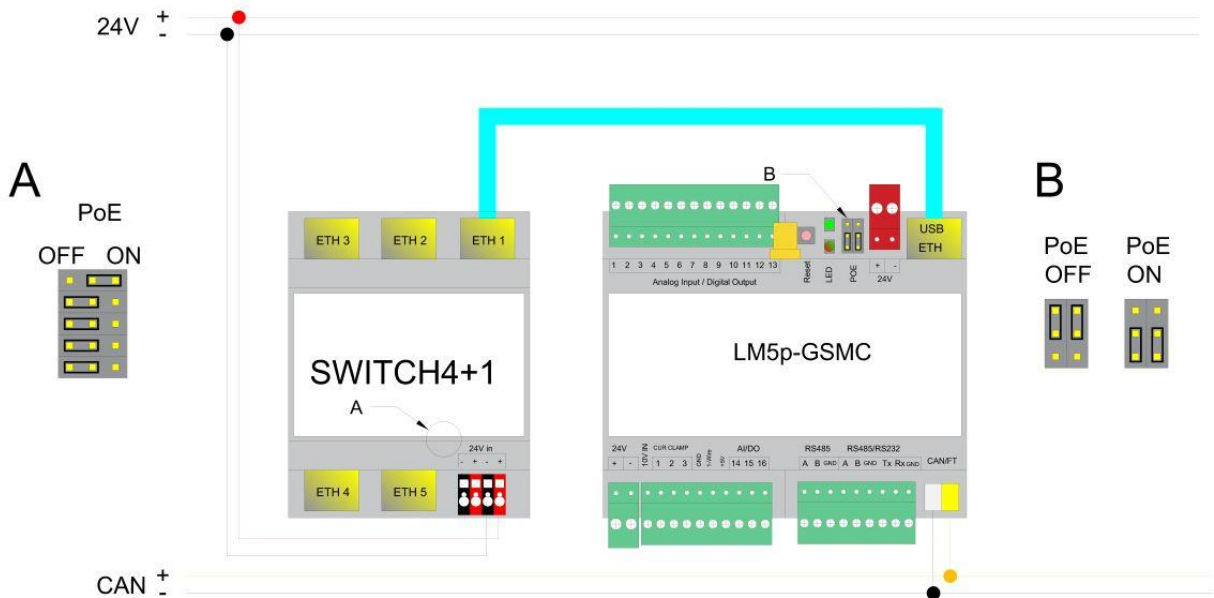 24V + -
A
PoE
OFF ON
B
B
PoE OFF
PoE ON
ETH 3
ETH 2
ETH 1
USB
ETH
1 2 3 4 5 6 7 8 9 10 11 12 13
Analog Input / Digital Output
Reset
LED
POE
+ -
24V
SWITCH4+1
A
LM5p-GSMC
24V in
- + - +
ETH 4
ETH 5
24V
+ -
10V IN
CUR CLAMP
1 2 3
GND
1-Wire
+5V
AI/DO
14 15 16
RS485
A B GND
RS485/RS232
A B GND Tx Rx GND
CAN/FT
CAN + -